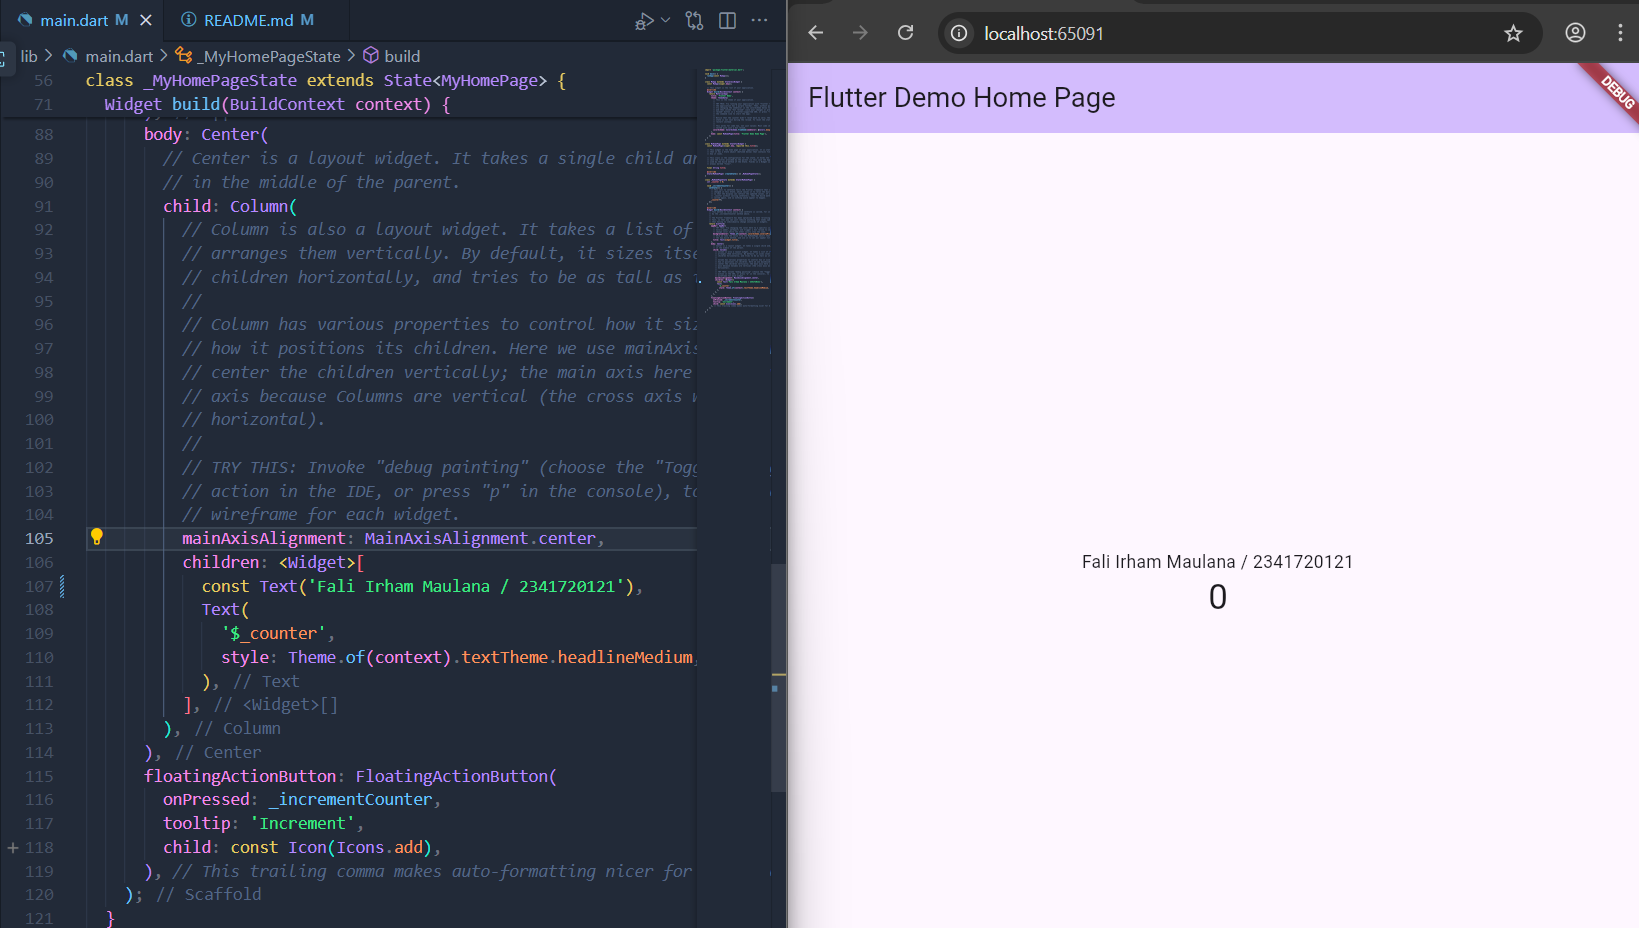 main.dart M
README.md M
lib > main.dart > _MyHomePageState > build
56 class _MyHomePageState extends State<MyHomePage> {
71 Widget build(BuildContext context) {
88 body: Center(
89 // Center is a layout widget. It takes a single child
90 // in the middle of the parent.
91 child: Column(
92 // Column is also a layout widget. It takes a list of
93 // arranges them vertically. By default, it sizes
94 // children horizontally, and tries to be as tall as
95 //
96 // Column has various properties to control how it
97 // how it positions its children. Here we use
98 // center the children vertically; the main axis here
99 // axis because Columns are vertical (the cross axis
100 // horizontal).
101 //
102 // TRY THIS: Invoke "debug painting" (choose the
103 // action in the IDE, or press "p" in the console),
104 // wireframe for each widget.
105 mainAxisAlignment: MainAxisAlignment.center,
106 children: <Widget>[
107 const Text('Fali Irham Maulana / 2341720121'),
108 Text(
109 '$_counter',
110 style: Theme.of(context).textTheme.headlineMedium,
111 ), // Text
112 ], // <Widget>[]
113 ), // Column
114 ), // Center
115 floatingActionButton: FloatingActionButton(
116 onPressed: _incrementCounter,
117 tooltip: 'Increment',
118 child: const Icon(Icons.add),
119 ), // This trailing comma makes auto-formatting nicer for
120 ); // Scaffold
121 }
localhost:65091
Flutter Demo Home Page
DEBUG
Fali Irham Maulana / 2341720121
0